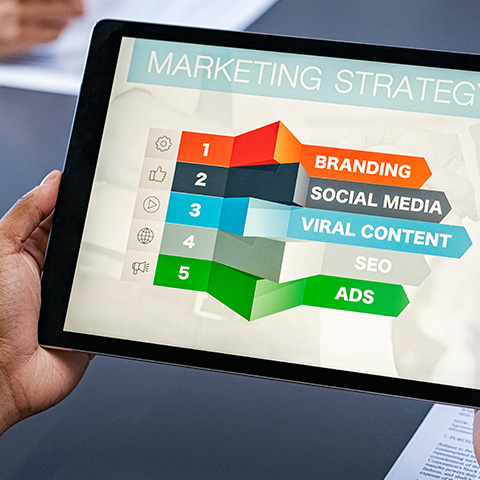 MARKETING STRATEGY
1 BRANDING
2 SOCIAL MEDIA
3 VIRAL CONTENT
4 SEO
5 ADS